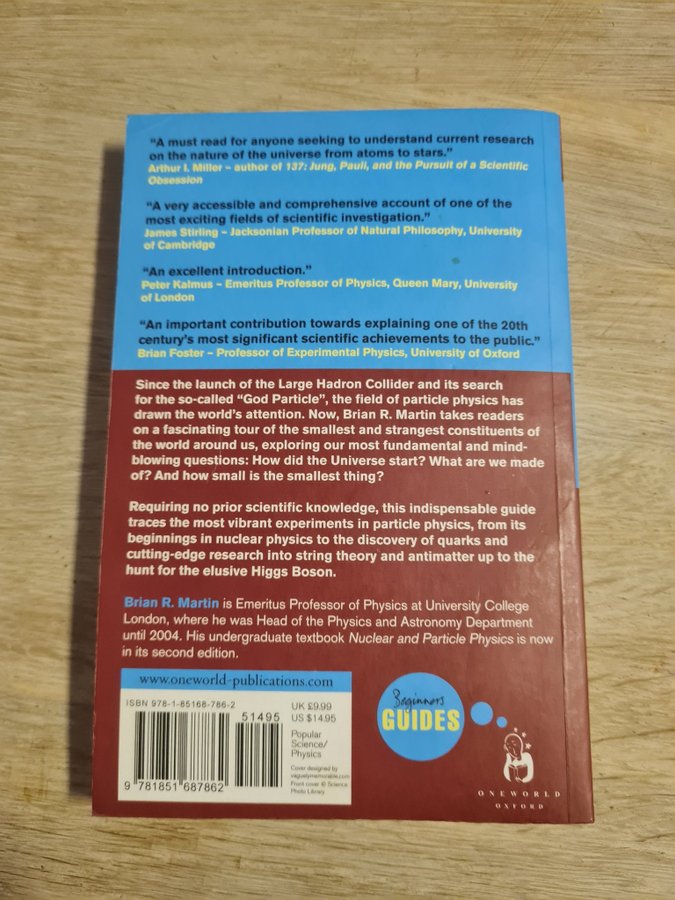 “A must read for anyone seeking to understand current research
on the nature of the universe from atoms to stars.”
Arthur I. Miller – author of 137: Jung, Pauli, and the Pursuit of a Scientific
Obsession
“A very accessible and comprehensive account of one of the
most exciting fields of scientific investigation.”
James Stirling – Jacksonian Professor of Natural Philosophy, University
of Cambridge
“An excellent introduction.”
Peter Kalmus – Emeritus Professor of Physics, Queen Mary, University
of London
“An important contribution towards explaining one of the 20th
century’s most significant scientific achievements to the public.”
Brian Foster – Professor of Experimental Physics, University of Oxford
Since the launch of the Large Hadron Collider and its search
for the so-called “God Particle”, the field of particle physics has
drawn the world’s attention. Now, Brian R. Martin takes readers
on a fascinating tour of the smallest and strangest constituents of
the world around us, exploring our most fundamental and mind-
blowing questions: How did the Universe start? What are we made
of? And how small is the smallest thing?
Requiring no prior scientific knowledge, this indispensable guide
traces the most vibrant experiments in particle physics, from its
beginnings in nuclear physics to the discovery of quarks and
cutting-edge research into string theory and antimatter up to the
hunt for the elusive Higgs Boson.
Brian R. Martin is Emeritus Professor of Physics at University College
London, where he was Head of the Physics and Astronomy Department
until 2004. His undergraduate textbook Nuclear and Particle Physics is now
in its second edition.
www.oneworld-publications.com
ISBN 978-1-85168-786-2
51495
9 781851 687862
UK £9.99
US $14.95
Popular
Science/
Physics
Cover designed by
vaguelymemorable.com
Front cover © Science
Photo Library
Beginners
GUIDES
ONEWORLD
OXFORD